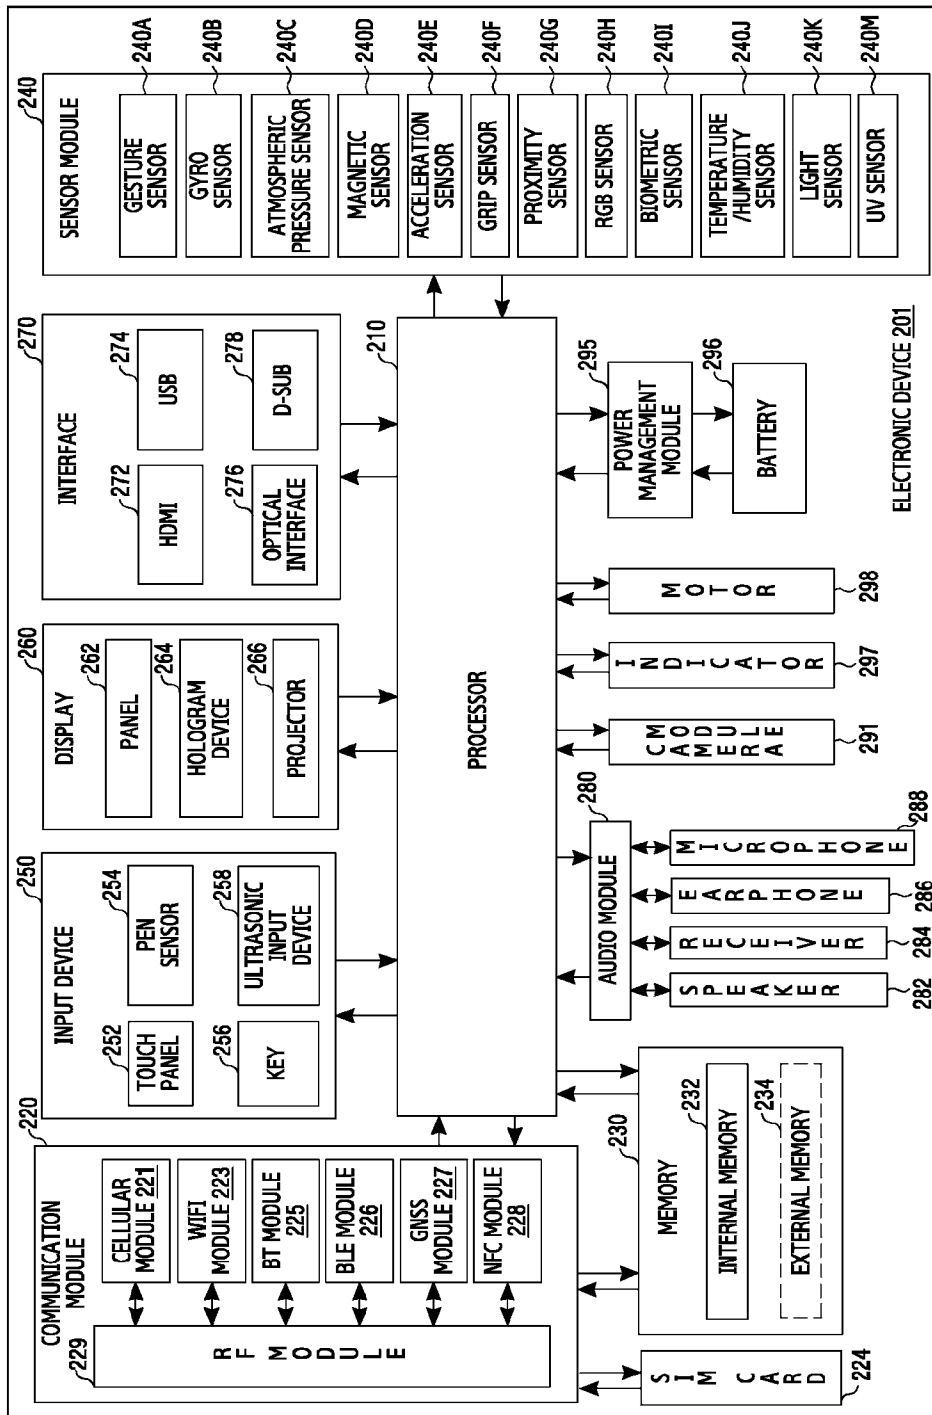 COMMUNICATION
MODULE
220
229
RF MODULE
CELLULAR
MODULE 221
WIFI
MODULE 223
BT MODULE
225
BLE MODULE
226
GNSS
MODULE 227
NFC MODULE
228
SIM CARD
224
250
INPUT DEVICE
252
TOUCH
PANEL
254
PEN
SENSOR
256
KEY
258
ULTRASONIC
INPUT
DEVICE
260
DISPLAY
262
PANEL
264
HOLOGRAM
DEVICE
266
PROJECTOR
270
INTERFACE
272
HDMI
274
USB
276
OPTICAL
INTERFACE
278
D-SUB
240
SENSOR MODULE
GESTURE
SENSOR
240A
GYRO
SENSOR
240B
ATMOSPHERIC
PRESSURE SENSOR
240C
MAGNETIC
SENSOR
240D
ACCELERATION
SENSOR
240E
GRIP SENSOR
240F
PROXIMITY
SENSOR
240G
RGB SENSOR
240H
BIOMETRIC
SENSOR
240I
TEMPERATURE
/HUMIDITY
SENSOR
240J
LIGHT
SENSOR
240K
UV SENSOR
240M
PROCESSOR
210
230
MEMORY
232
INTERNAL MEMORY
234
EXTERNAL MEMORY
280
AUDIO MODULE
SPEAKER
282
RECEIVER
284
EARPHONE
286
MICROPHONE
288
CAMERA
MODULE
291
INDICATOR
297
MOTOR
298
295
POWER
MANAGEMENT
MODULE
296
BATTERY
ELECTRONIC DEVICE 201